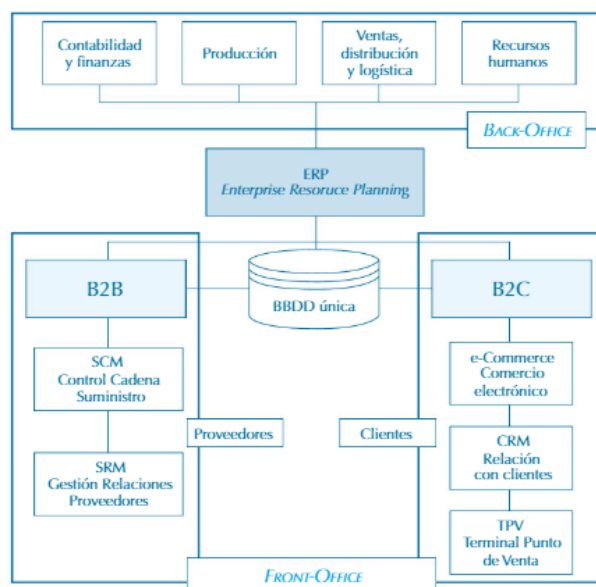 Contabilidad
y finanzas
Producción
Ventas,
distribución
y logística
Recursos
humanos
BACK-OFFICE
ERP
Enterprise Resoruce Planning
B2B
BBDD única
B2C
SCM
Control Cadena
Suministro
e-Commerce
Comercio
electrónico
Proveedores
Clientes
SRM
Gestión Relaciones
Proveedores
CRM
Relación
con clientes
TPV
Terminal Punto
de Venta
FRONT-OFFICE